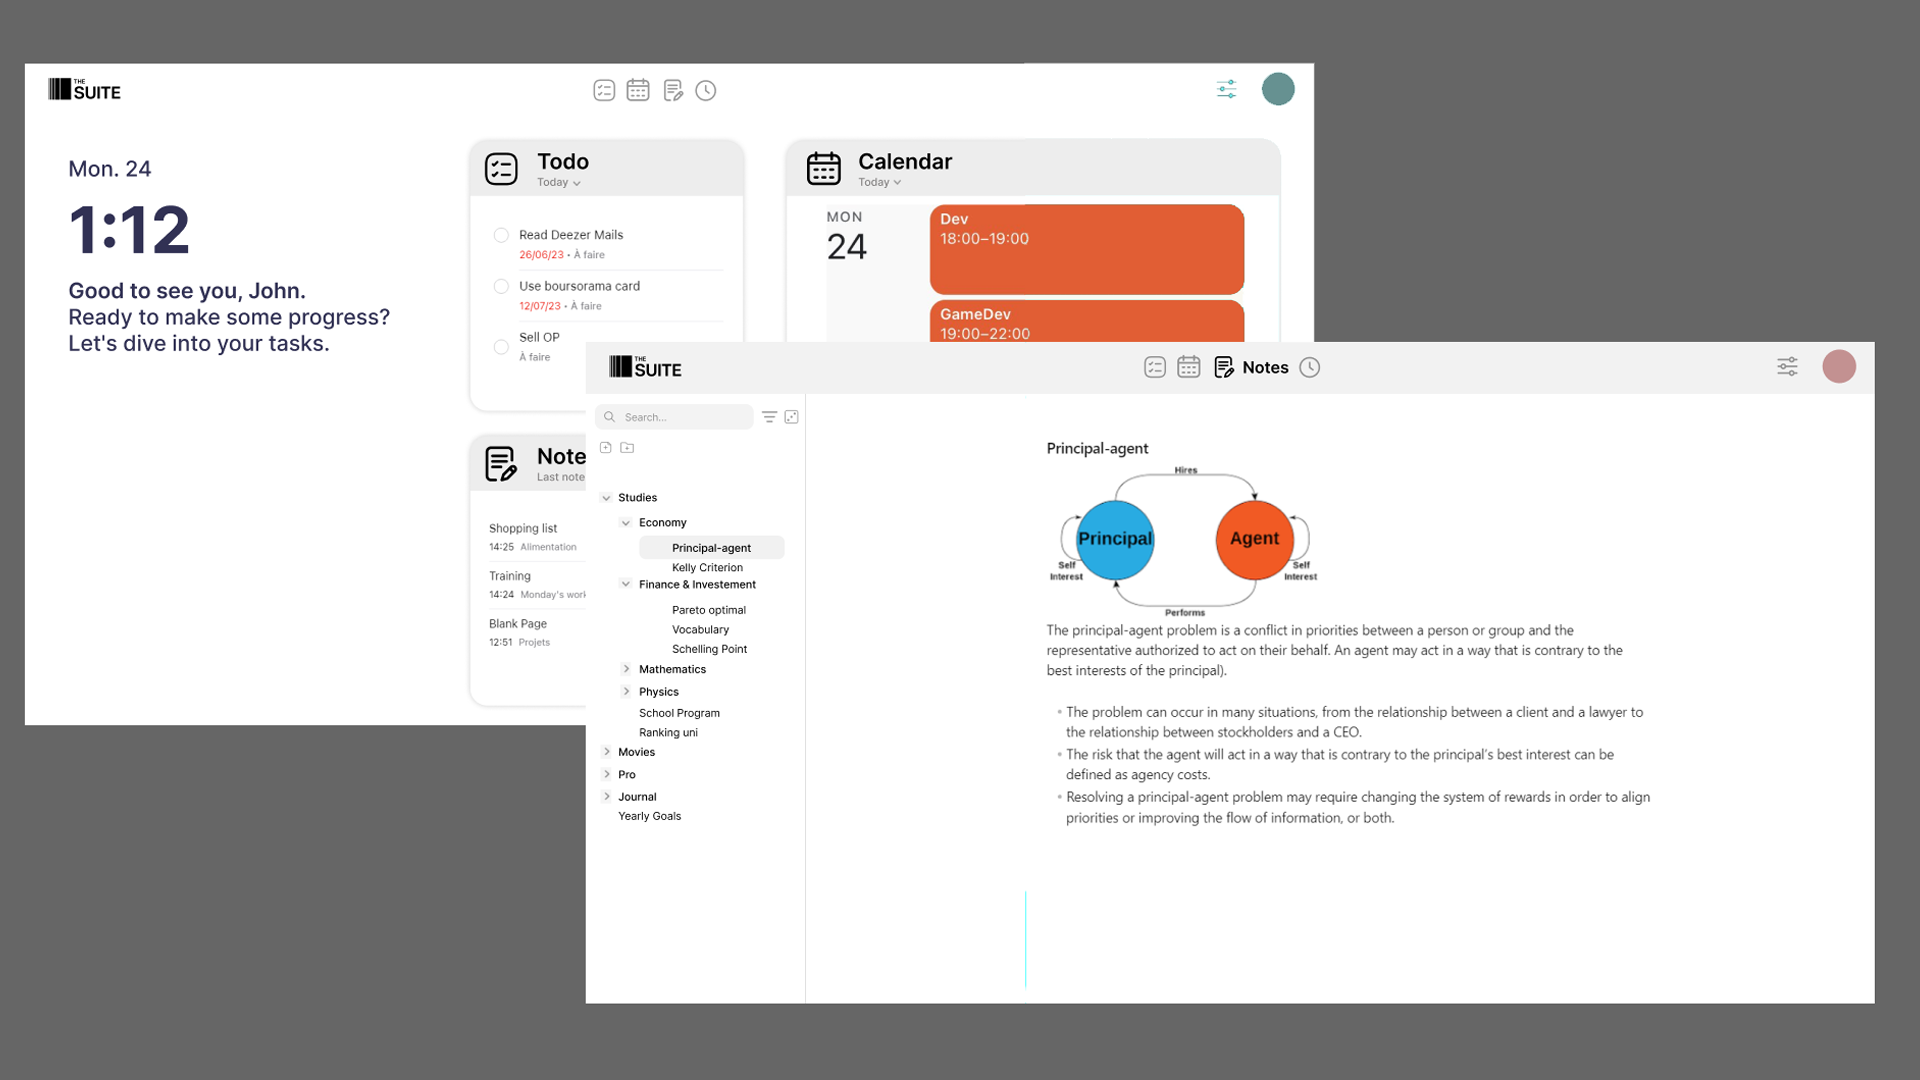 THE
SUITE
Mon. 24
1:12
Good to see you, John.
Ready to make some progress?
Let's dive into your tasks.
Todo
Today
Read Deezer Mails
26/06/23 • À faire
Use boursorama card
12/07/23 • À faire
Sell OP
À faire
Calendar
Today
MON
24
Dev
18:00–19:00
GameDev
19:00–22:00
Note
Last note
Shopping list
14:25 Alimentation
Training
14:24 Monday's work
Blank Page
12:51 Projets
THE
SUITE
Notes
Search...
Studies
Economy
Principal-agent
Kelly Criterion
Finance & Investement
Pareto optimal
Vocabulary
Schelling Point
Mathematics
Physics
School Program
Ranking uni
Movies
Pro
Journal
Yearly Goals
Principal-agent
Hires
Principal
Agent
Self
Interest
Self
Interest
Performs
The principal-agent problem is a conflict in priorities between a person or group and the
representative authorized to act on their behalf. An agent may act in a way that is contrary to the
best interests of the principal).
• The problem can occur in many situations, from the relationship between a client and a lawyer to
the relationship between stockholders and a CEO.
• The risk that the agent will act in a way that is contrary to the principal's best interest can be
defined as agency costs.
• Resolving a principal-agent problem may require changing the system of rewards in order to align
priorities or improving the flow of information, or both.